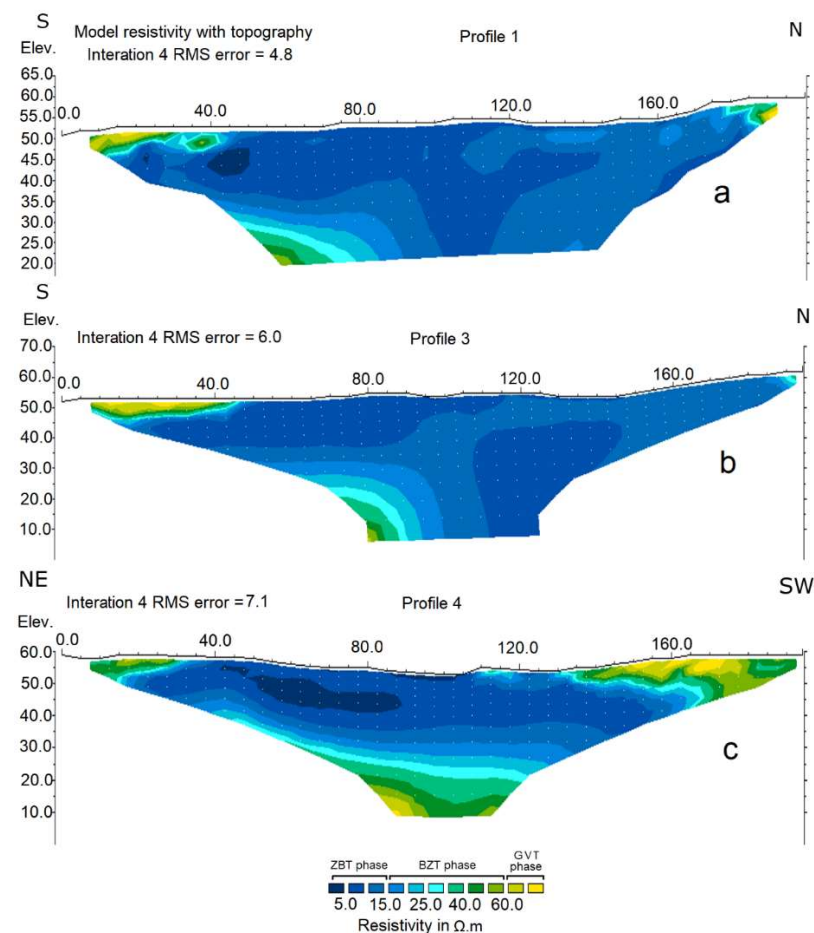 S
Model resistivity with topography
Profile 1
N
Elev.
Interation 4 RMS error = 4.8
65.0
60.0
55.0
50.0
45.0
40.0
35.0
30.0
25.0
20.0
0.0 40.0 80.0 120.0 160.0
a
S
N
Elev.
Interation 4 RMS error = 6.0
Profile 3
70.0
60.0
50.0
40.0
30.0
20.0
10.0
0.0 40.0 80.0 120.0 160.0
b
NE
SW
Interation 4 RMS error =7.1
Profile 4
Elev.
60.0
50.0
40.0
30.0
20.0
10.0
0.0 40.0 80.0 120.0 160.0
c
ZBT phase
BZT phase
GVT
phase
5.0 15.0 25.0 40.0 60.0
Resistivity in Ω.m